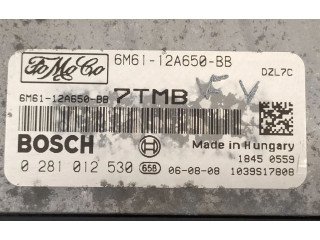 FoMoCo
6M61-12A650-BB
DZL7C
6M61-12A650-BB 7TMB
BOSCH
Made in Hungary
1845 0559
0 281 012 530 658 06-08-08 1039S17808